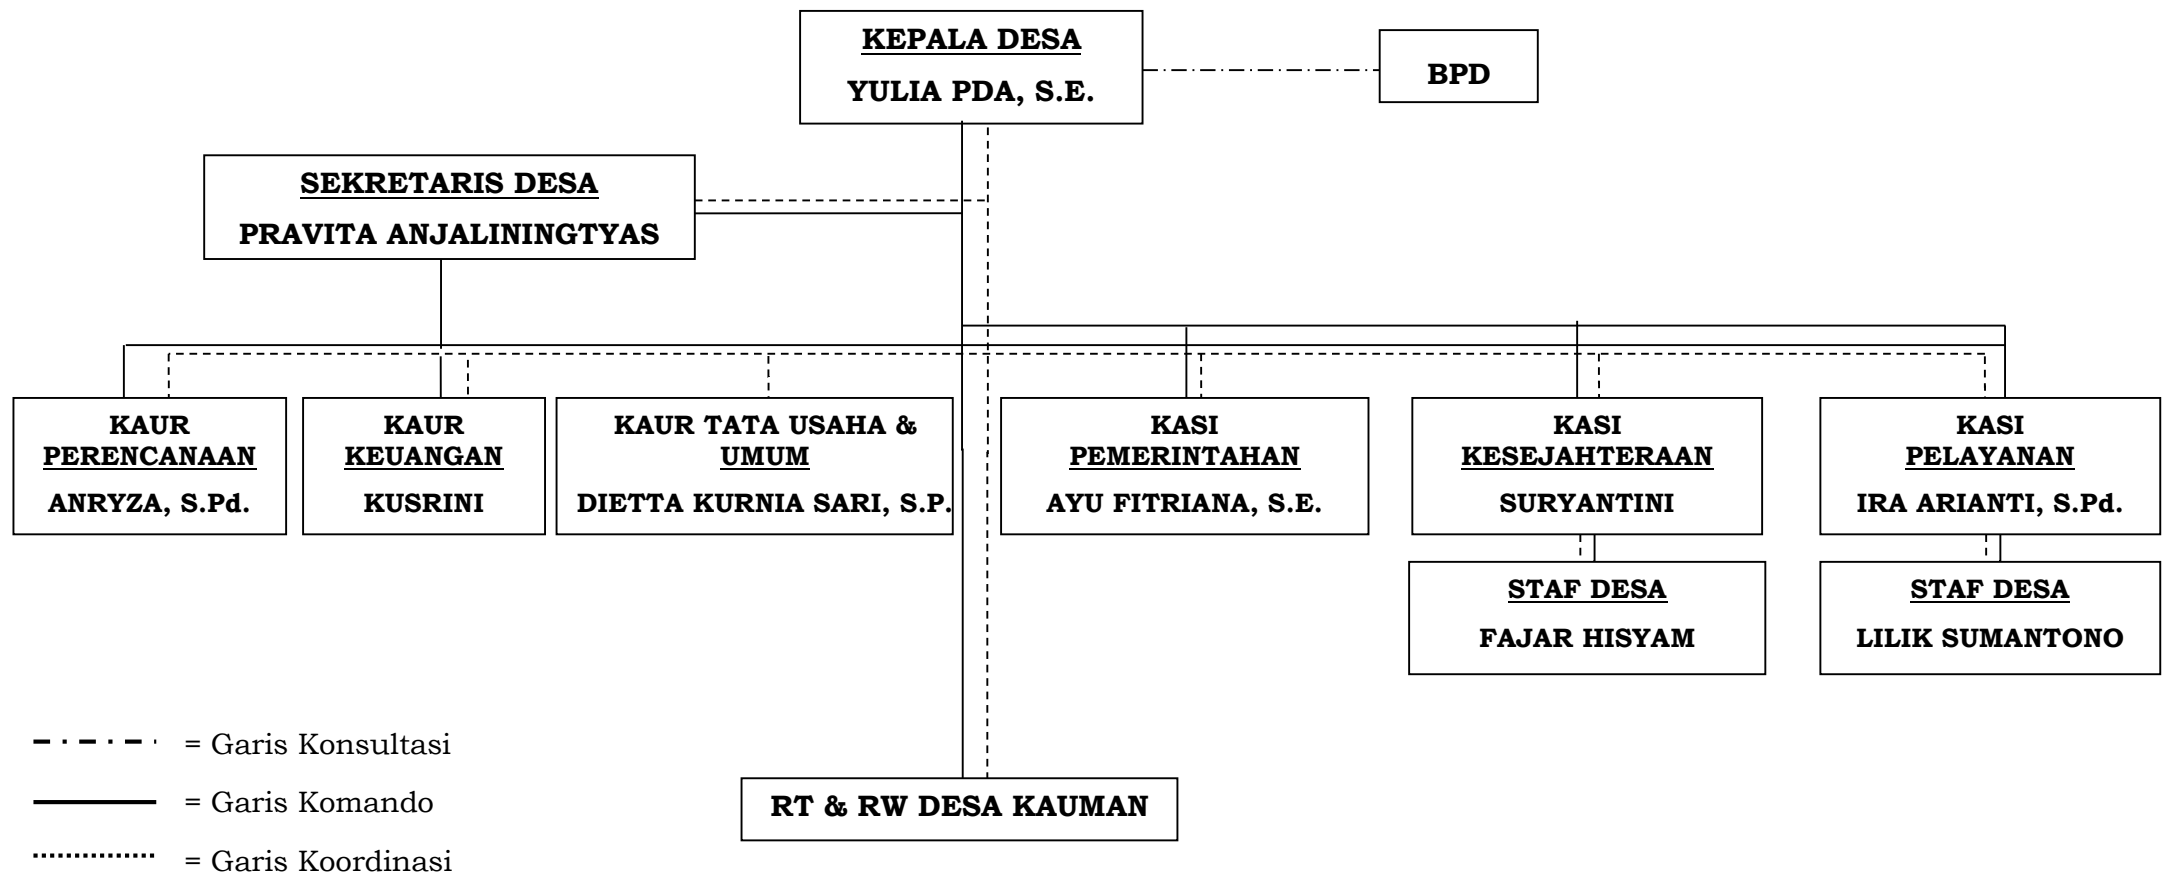 KEPALA DESA
YULIA PDA, S.E.
BPD
SEKRETARIS DESA
PRAVITA ANJALININGTYAS
KAUR
PERENCANAAN
ANRYZA, S.Pd.
KAUR
KEUANGAN
KUSRINI
KAUR TATA USAHA &
UMUM
DIETTA KURNIA SARI, S.P.
KASI
PEMERINTAHAN
AYU FITRIANA, S.E.
KASI
KESEJAHTERAAN
SURYANTINI
KASI
PELAYANAN
IRA ARIANTI, S.Pd.
STAF DESA
FAJAR HISYAM
STAF DESA
LILIK SUMANTONO
= Garis Konsultasi
= Garis Komando
= Garis Koordinasi
RT & RW DESA KAUMAN